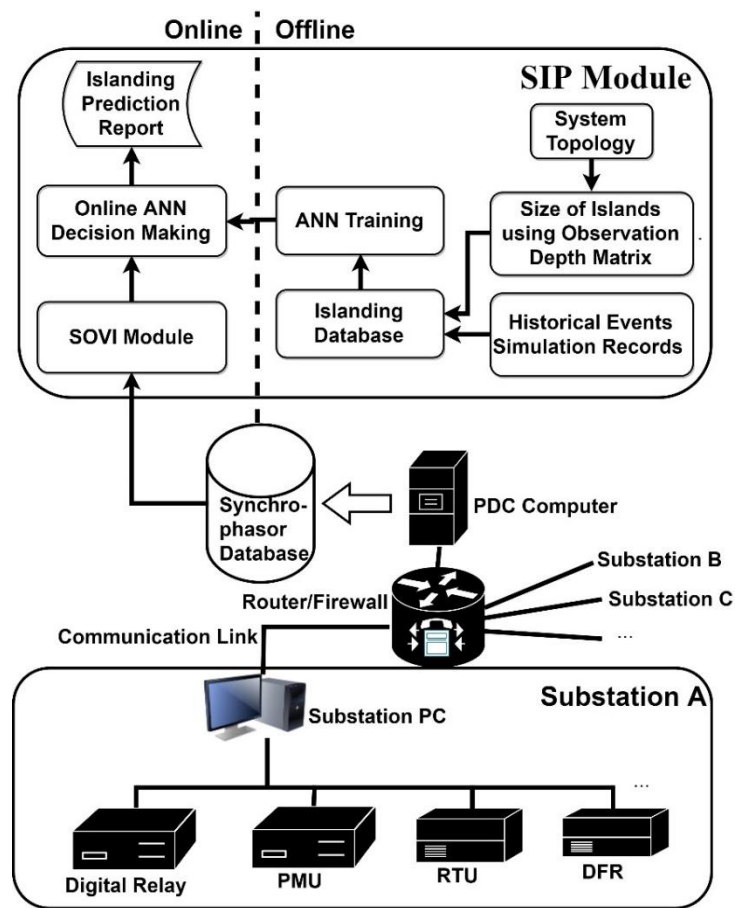 Online
Offline
SIP Module
Islanding
Prediction
Report
System
Topology
Online ANN
Decision Making
ANN Training
Size of Islands
using Observation
Depth Matrix
.
SOVI Module
Islanding
Database
Historical Events
Simulation Records
Synchro-
phasor
Database
PDC Computer
Router/Firewall
Substation B
Substation C
...
Communication Link
Substation A
Substation PC
...
Digital Relay
PMU
RTU
DFR